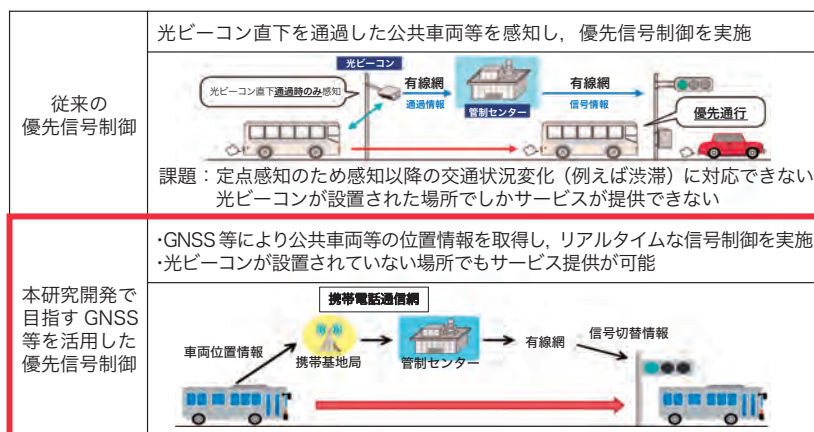 光ビーコン直下を通過した公共車両等を感知し，優先信号制御を実施
光ビーコン
光ビーコン直下通過時のみ感知
有線網
通過情報
管制センター
有線網
信号情報
優先通行
従来の
優先信号制御
課題：定点感知のため感知以降の交通状況変化（例えば渋滞）に対応できない
光ビーコンが設置された場所でしかサービスが提供できない
・GNSS等により公共車両等の位置情報を取得し，リアルタイムな信号制御を実施
・光ビーコンが設置されていない場所でもサービス提供が可能
本研究開発で
目指す GNSS
等を活用した
優先信号制御
携帯電話通信網
車両位置情報
携帯基地局
管制センター
有線網
信号切替情報